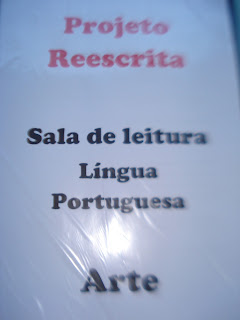 Projeto
Reescrita
Sala de leitura
Língua
Portuguesa
Arte